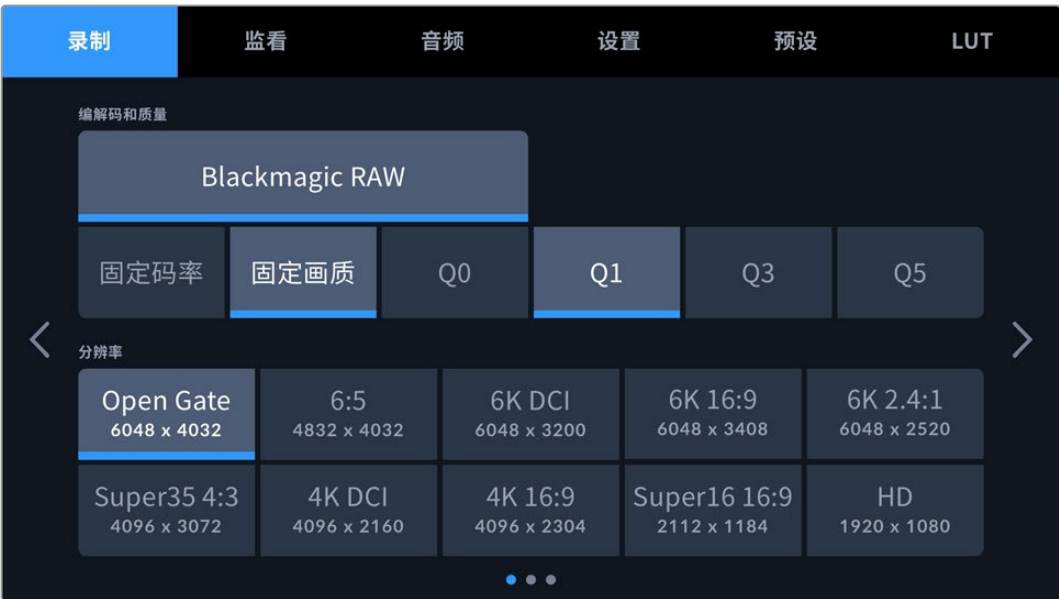 录制 监看 音频 设置 预设 LUT
编解码和质量
Blackmagic RAW
固定码率 固定画质 Q0 Q1 Q3 Q5
分辨率
Open Gate 6:5 6K DCI 6K 16:9 6K 2.4:1
6048 x 4032 4832 x 4032 6048 x 3200 6048 x 3408 6048 x 2520
Super35 4:3 4K DCI 4K 16:9 Super16 16:9 HD
4096 x 3072 4096 x 2160 4096 x 2304 2112 x 1184 1920 x 1080